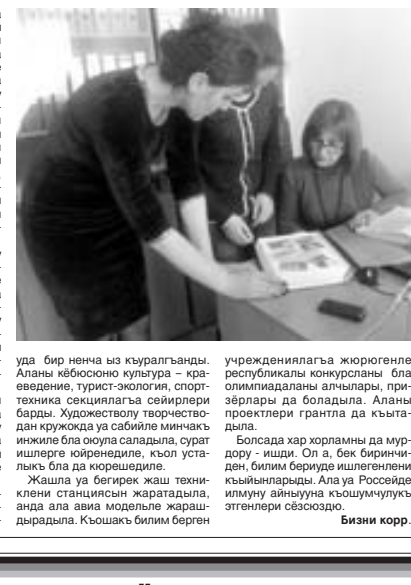 уда бир ненча ыз къуралгъанды.
Аланы кёбюсюню культура – кра-
еведение, турист-экология, спорт-
техника секциялагъа сейирлери
барды. Художестволу творчество-
дан кружокда уа сабийле минчакъ
инжиле бла оюула саладыла, сурат
ишлерге юйренедиле, къол уста-
лыкъ бла да кюрешедиле.
Жашла уа бегирек жаш техни-
клени станциясын жаратадыла,
анда ала авиа модельле жараш-
дырадыла. Къошакъ билим берген
учреждениялагъа жюрюгенле
республикалы конкурсланы бла
олимпиадаланы алчылары, при-
зёрлары да боладыла. Аланы
проектлери грантла да къыта-
дыла.
Болсада хар хорламны да мур-
дору - ишди. Ол а, бек биринчи-
ден, билим бериуде ишлегенлени
къыйынларыды. Ала уа Россейде
илмуну айныууна къошумчулукъ
этгенлери сёзсюздю.
Бизни корр.